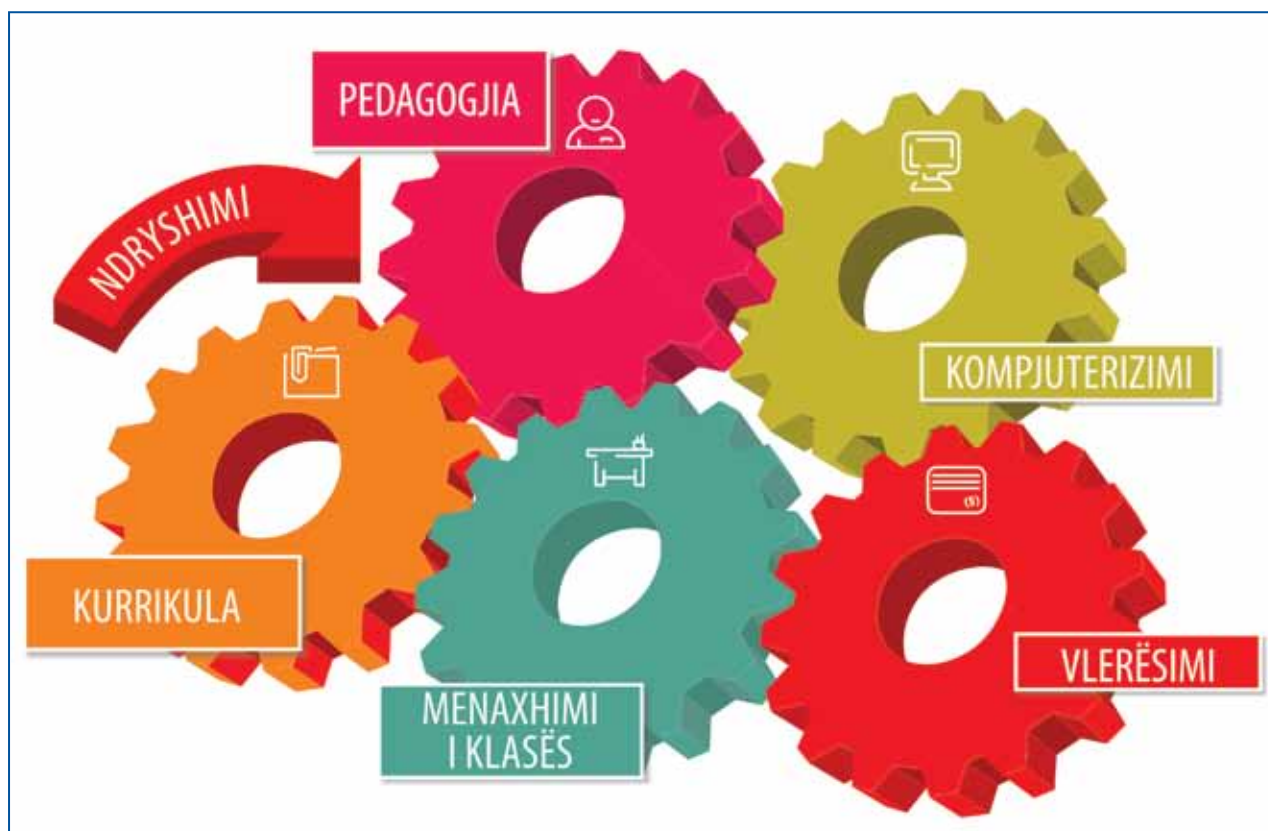 PEDAGOGJIA
NDRYSHIMI
KOMPJUTERIZIMI
KURRIKULA
MENAXHIMI
I KLASËS
VLERËSIMI
($)